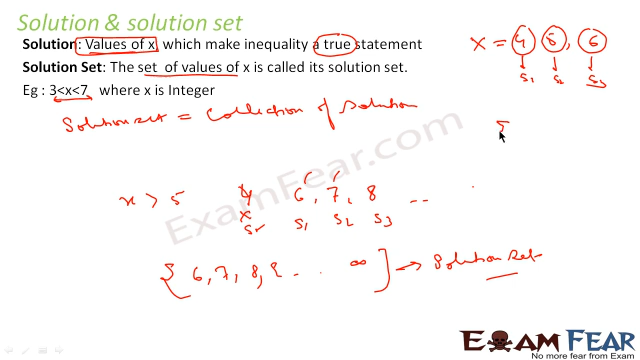 Solution & solution set
Solution: Values of x, which make inequality a true statement
Solution Set: The set of values of x is called its solution set.
Eg : 3<x<7 where x is Integer
x = 4 5, 6
s1 s2 s3
Solution set = Collection of Solution
x > 5 4 6, 7, 8 ..
x s1 s2 s3
{ 6, 7, 8, { .. . ∞ } → Solution set
ExamFear.com
EXAM FEAR
No more fear from Exam